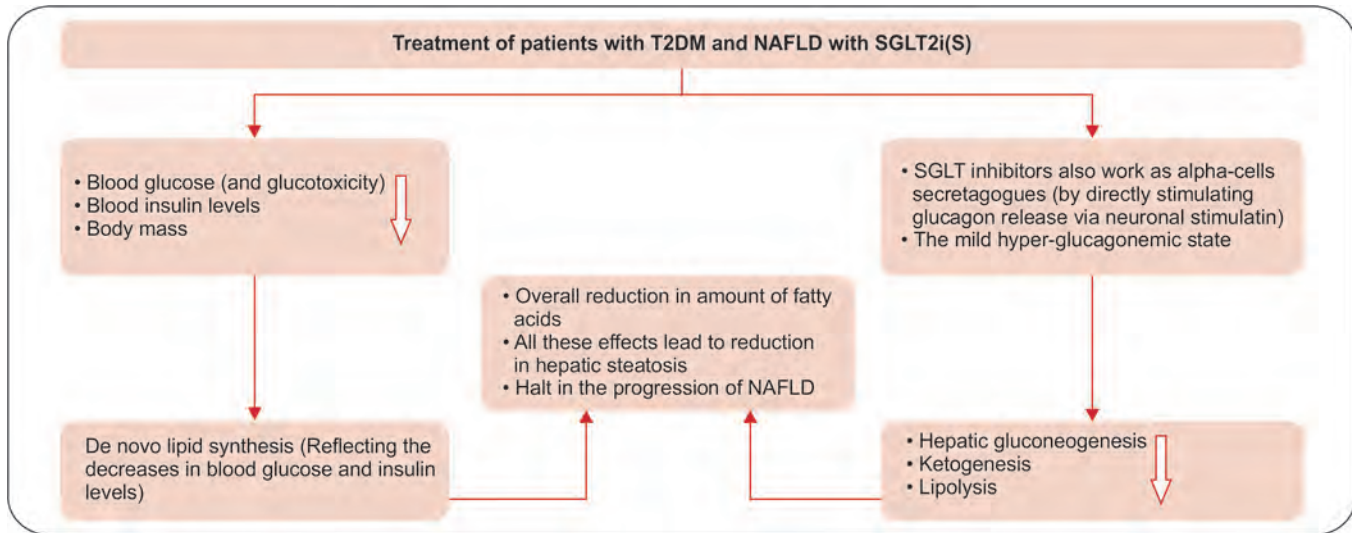 Treatment of patients with T2DM and NAFLD with SGLT2i(S)
• Blood glucose (and glucotoxicity)
• Blood insulin levels
• Body mass
• SGLT inhibitors also work as alpha-cells
secretagogues (by directly stimulating
glucagon release via neuronal stimulatin)
• The mild hyper-glucagonemic state
• Overall reduction in amount of fatty
acids
• All these effects lead to reduction
in hepatic steatosis
• Halt in the progression of NAFLD
De novo lipid synthesis (Reflecting the
decreases in blood glucose and insulin
levels)
• Hepatic gluconeogenesis
• Ketogenesis
• Lipolysis